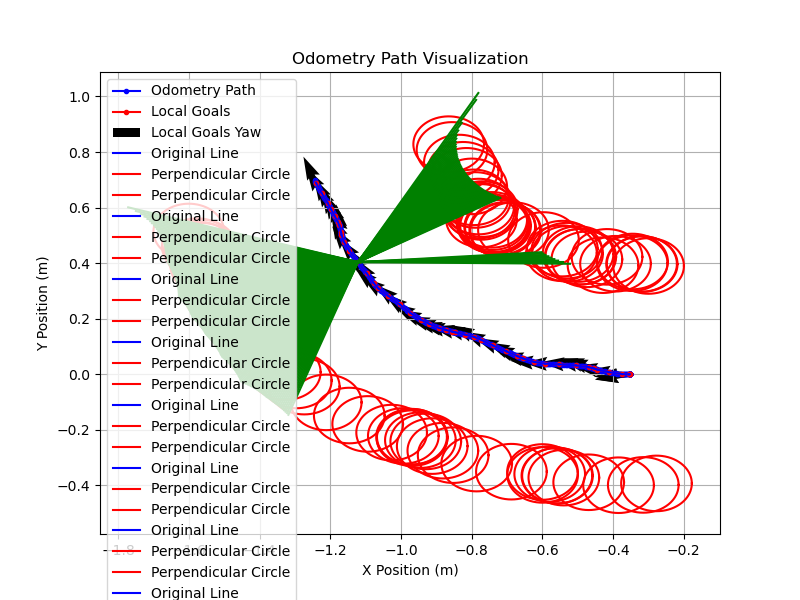 Odometry Path Visualization
Y Position (m)
1.0
0.8
0.6
0.4
0.2
0.0
−0.2
−0.4
Odometry Path
Local Goals
Local Goals Yaw
Original Line
Perpendicular Circle
Perpendicular Circle
Original Line
Perpendicular Circle
Perpendicular Circle
Original Line
Perpendicular Circle
Perpendicular Circle
Original Line
Perpendicular Circle
Perpendicular Circle
Original Line
Perpendicular Circle
Perpendicular Circle
Original Line
Perpendicular Circle
Perpendicular Circle
Original Line
Perpendicular Circle
Perpendicular Circle
Original Line
−1.8
−1.2
−1.0
−0.8
−0.6
−0.4
−0.2
X Position (m)